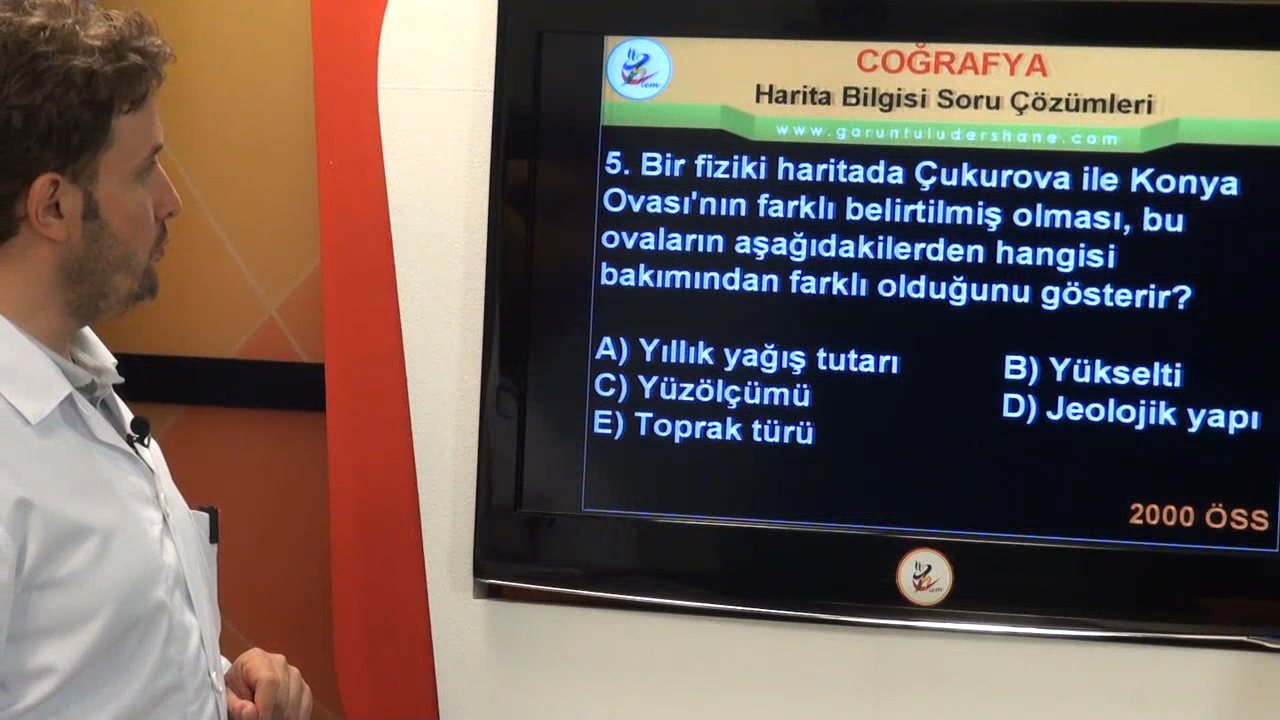 COĞRAFYA
Harita Bilgisi Soru Çözümleri
www.goruntuludershane.com
5. Bir fiziki haritada Çukurova ile Konya
Ovası'nın farklı belirtilmiş olması, bu
ovaların aşağıdakilerden hangisi
bakımından farklı olduğunu gösterir?
A) Yıllık yağış tutarı
B) Yükselti
C) Yüzölçümü
D) Jeolojik yapı
E) Toprak türü
2000 ÖSS